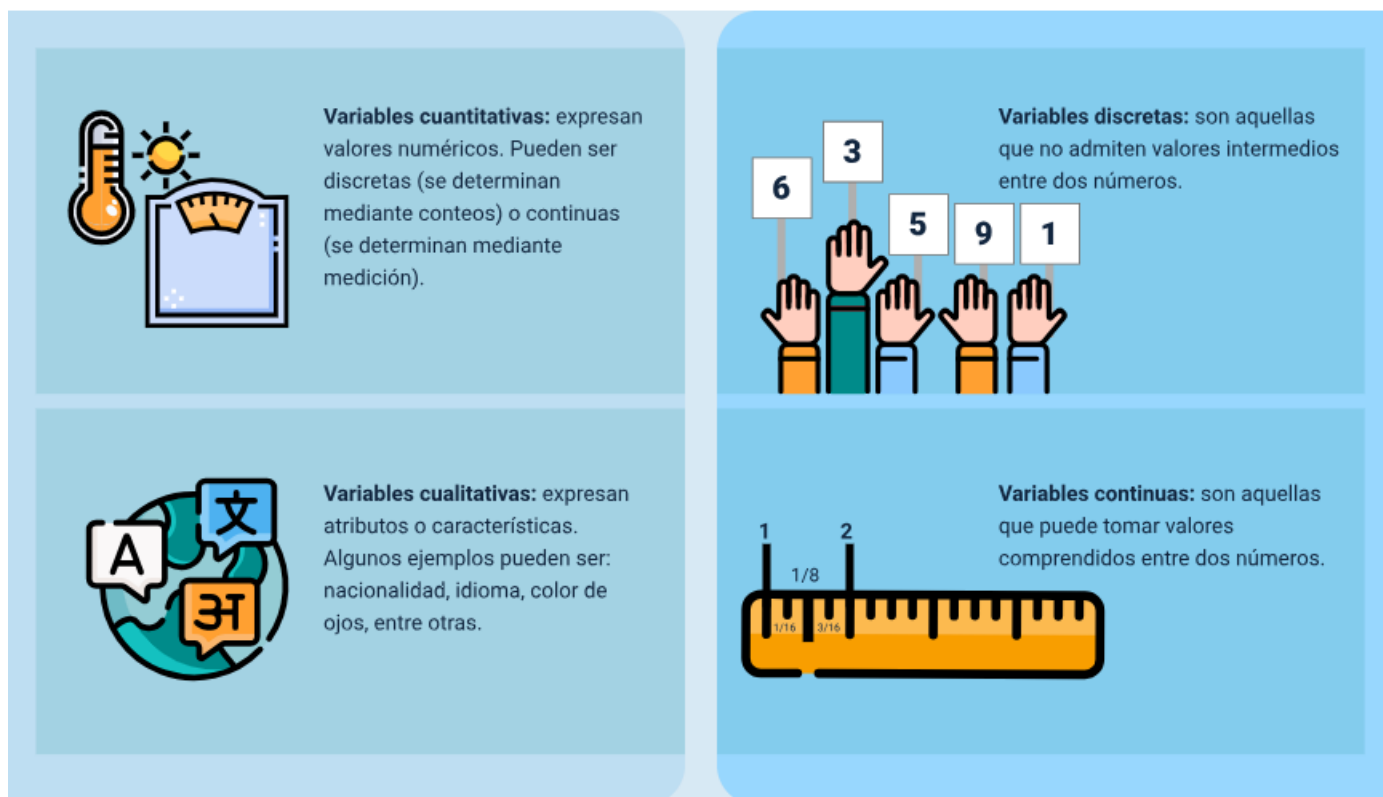 Variables cuantitativas: expresan
valores numéricos. Pueden ser
discretas (se determinan
mediante conteos) o continuas
(se determinan mediante
medición).
Variables discretas: son aquellas
que no admiten valores intermedios
entre dos números.
6
3
5
9
1
Variables cualitativas: expresan
atributos o características.
Algunos ejemplos pueden ser:
nacionalidad, idioma, color de
ojos, entre otras.
A
文
अ
Variables continuas: son aquellas
que puede tomar valores
comprendidos entre dos números.
1 2
1/8
1/16 3/16